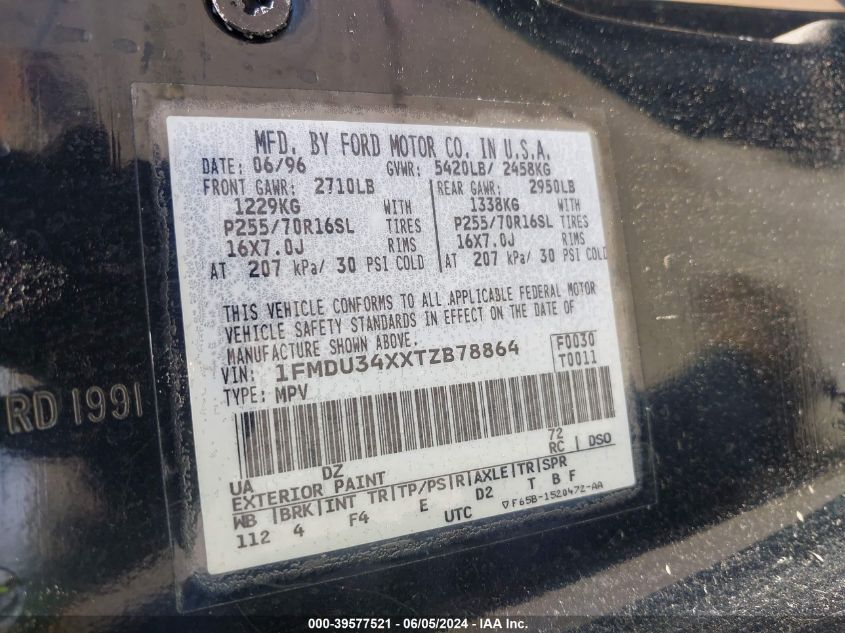 MFD. BY FORD MOTOR CO. IN U.S.A.
DATE: 06/96 GVWR: 5420LB/ 2458KG
FRONT GAWR: 2710LB REAR GAWR: 2950LB
1229KG WITH 1338KG WITH
P255/70R16SL TIRES P255/70R16SL TIRES
16X7.0J RIMS 16X7.0J RIMS
AT 207 kPa/ 30 PSI COLD AT 207 kPa/ 30 PSI COLD
THIS VEHICLE CONFORMS TO ALL APPLICABLE FEDERAL MOTOR
VEHICLE SAFETY STANDARDS IN EFFECT ON THE DATE OF
MANUFACTURE SHOWN ABOVE.
VIN: 1FMDU34XXTZB78864 F0030
TYPE: MPV T0011
RD 1991
UA DZ 72
EXTERIOR PAINT RC DSO
WB BRK INT TR TP/PS R AXLE TR SPR
112 4 F4 E D2 T B F
UTC ▽F65B-1520472-AA
000-39577521 - 06/05/2024 - IAA Inc.